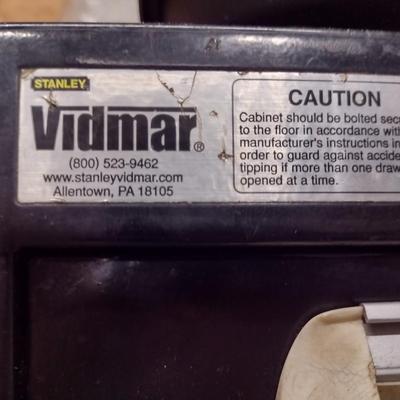 STANLEY
Vidmar®
(800) 523-9462
www.stanleyvidmar.com
Allentown, PA 18105
CAUTION
Cabinet should be bolted
to the floor in accordance
manufacturer's instructions in
order to guard against
tipping if more than one
opened at a time.